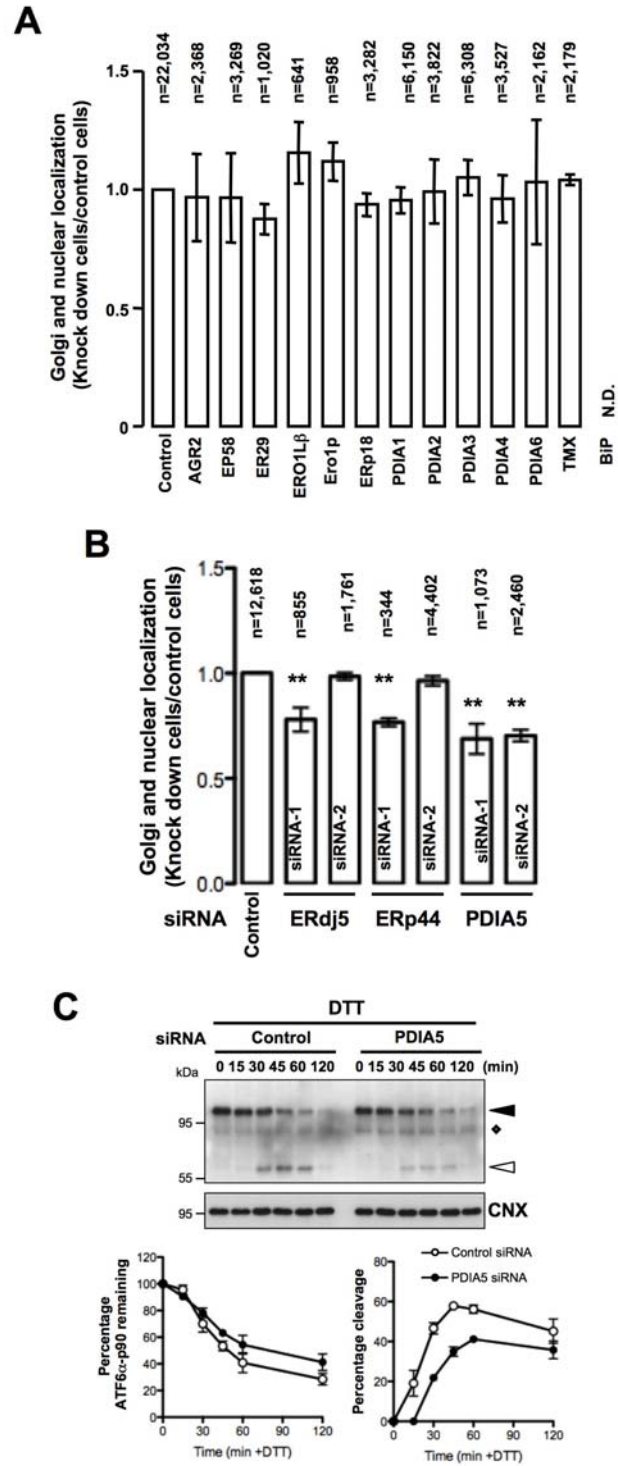 A
Golgi and nuclear localization
(Knock down cells/control cells)
1.5
1.0
0.5
0
n=22,034
n=2,368
n=3,269
n=1,020
n=641
n=958
n=3,282
n=6,150
n=3,822
n=6,308
n=3,527
n=2,162
n=2,179
N.D.
Control
AGR2
EP58
ER29
ERO1Lβ
Ero1p
ERp18
PDIA1
PDIA2
PDIA3
PDIA4
PDIA6
TMX
BiP
B
Golgi and nuclear localization
(Knock down cells/control cells)
1.5
1.0
0.5
0.0
n=12,618
n=855
n=1,761
n=344
n=4,402
n=1,073
n=2,460
** ** ** **
siRNA-1
siRNA-2
siRNA-1
siRNA-2
siRNA-1
siRNA-2
siRNA Control ERdj5 ERp44 PDIA5
C
DTT
siRNA Control PDIA5
0 15 30 45 60 120 0 15 30 45 60 120 (min)
kDa
95
55
95 CNX
Percentage
ATF6α-p90 remaining
120
100
80
60
40
20
0
0 30 60 90 120
Time (min +DTT)
Control siRNA
PDIA5 siRNA
Percentage cleavage
80
60
40
20
0
0 30 60 90 120
Time (min +DTT)